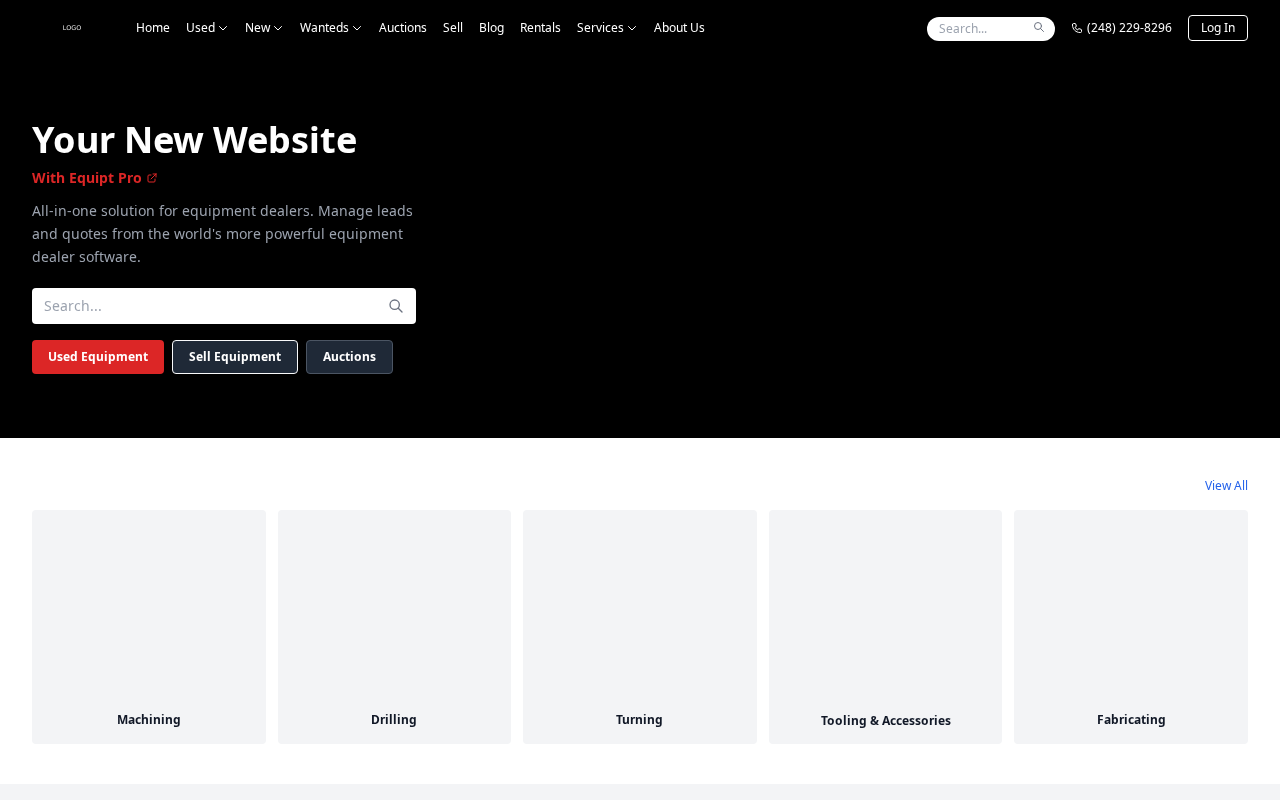 LOGO
Home Used New Wanteds Auctions Sell Blog Rentals Services About Us Search... (248) 229-8296 Log In
Your New Website
With Equipt Pro
All-in-one solution for equipment dealers. Manage leads
and quotes from the world's more powerful equipment
dealer software.
Search...
Used Equipment Sell Equipment Auctions
View All
Machining Drilling Turning Tooling & Accessories Fabricating